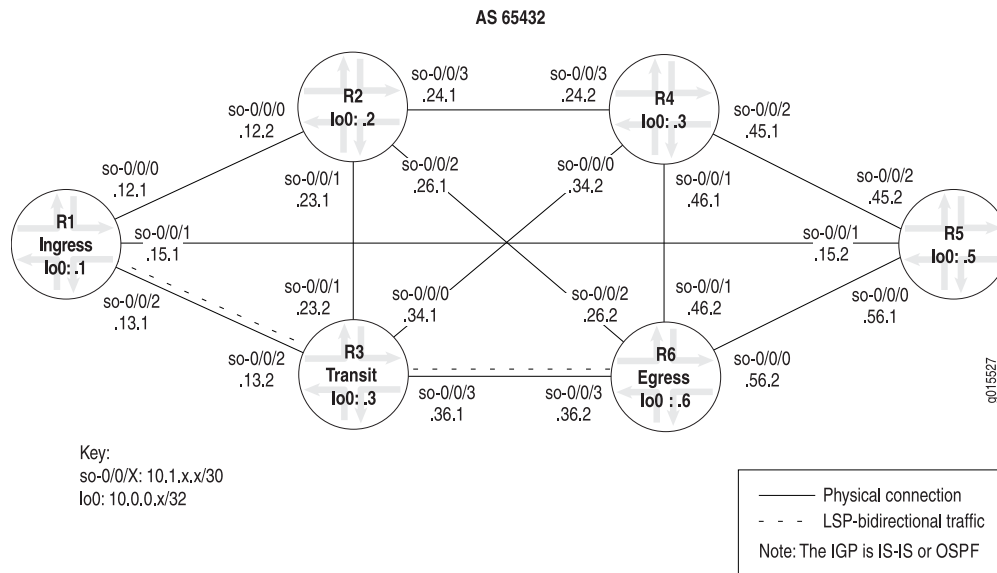 AS 65432
R2
lo0: .2
so-0/0/3
.24.1
so-0/0/3
.24.2
R4
lo0: .3
so-0/0/0
.12.2
so-0/0/2
.45.1
so-0/0/0
.12.1
so-0/0/1
.23.1
so-0/0/2
.26.1
so-0/0/0
.34.2
so-0/0/1
.46.1
so-0/0/2
.45.2
R1
Ingress
lo0: .1
so-0/0/1
.15.1
so-0/0/1
.15.2
R5
lo0: .5
so-0/0/2
.13.1
so-0/0/1
.23.2
so-0/0/0
.34.1
so-0/0/2
.26.2
so-0/0/1
.46.2
so-0/0/0
.56.1
so-0/0/2
.13.2
R3
Transit
lo0: .3
so-0/0/3
.36.1
so-0/0/3
.36.2
R6
Egress
lo0 : .6
so-0/0/0
.56.2
g015527
Key:
so-0/0/X: 10.1.x.x/30
lo0: 10.0.0.x/32
Physical connection
LSP-bidirectional traffic
Note: The IGP is IS-IS or OSPF